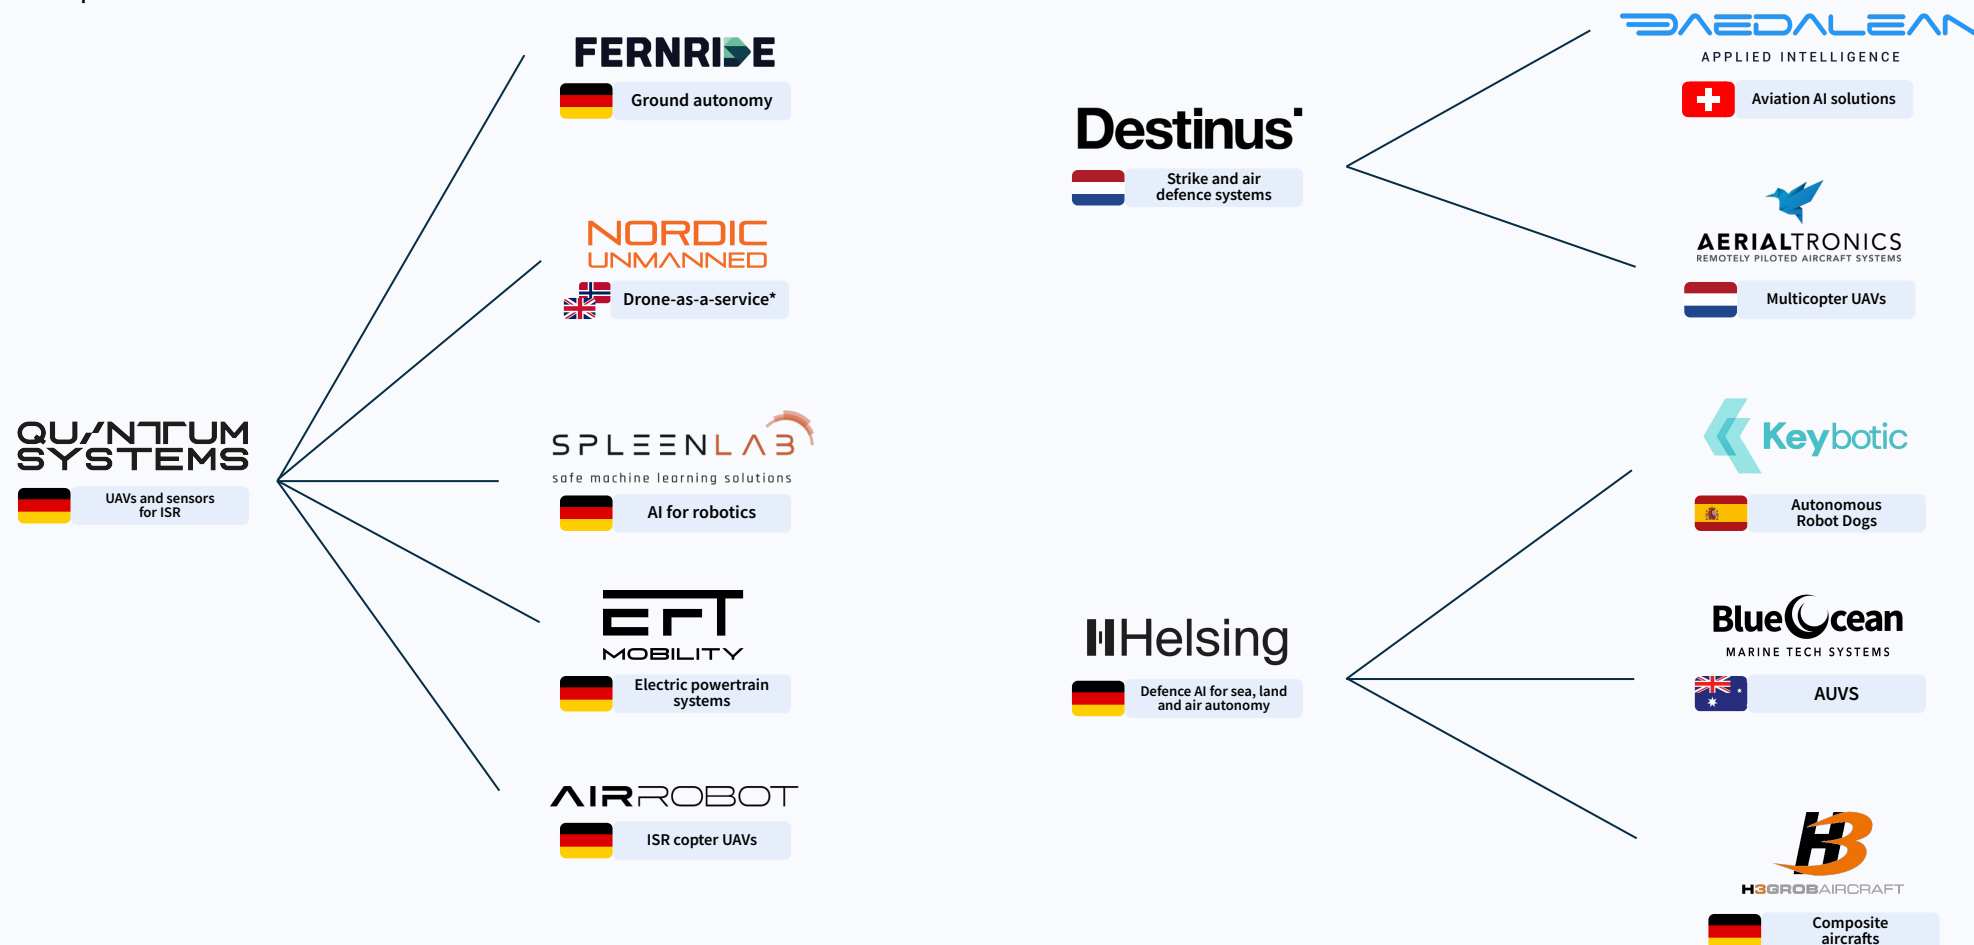 FERNRIDE
Ground autonomy
NORDIC
UNMANNED
Drone-as-a-service*
QUANTUM
SYSTEMS
UAVs and sensors
for ISR
SPLEENLAB
safe machine learning solutions
AI for robotics
EFT
MOBILITY
Electric powertrain
systems
AIRROBOT
ISR copter UAVs
DAEDALEAN
APPLIED INTELLIGENCE
Aviation AI solutions
Destinus
Strike and air
defence systems
AERIALTRONICS
REMOTELY PILOTED AIRCRAFT SYSTEMS
Multicopter UAVs
Keybotic
Autonomous
Robot Dogs
Helsing
Defence AI for sea, land
and air autonomy
BlueOcean
MARINE TECH SYSTEMS
AUVS
H3
H3GROBAIRCRAFT
Composite
aircrafts